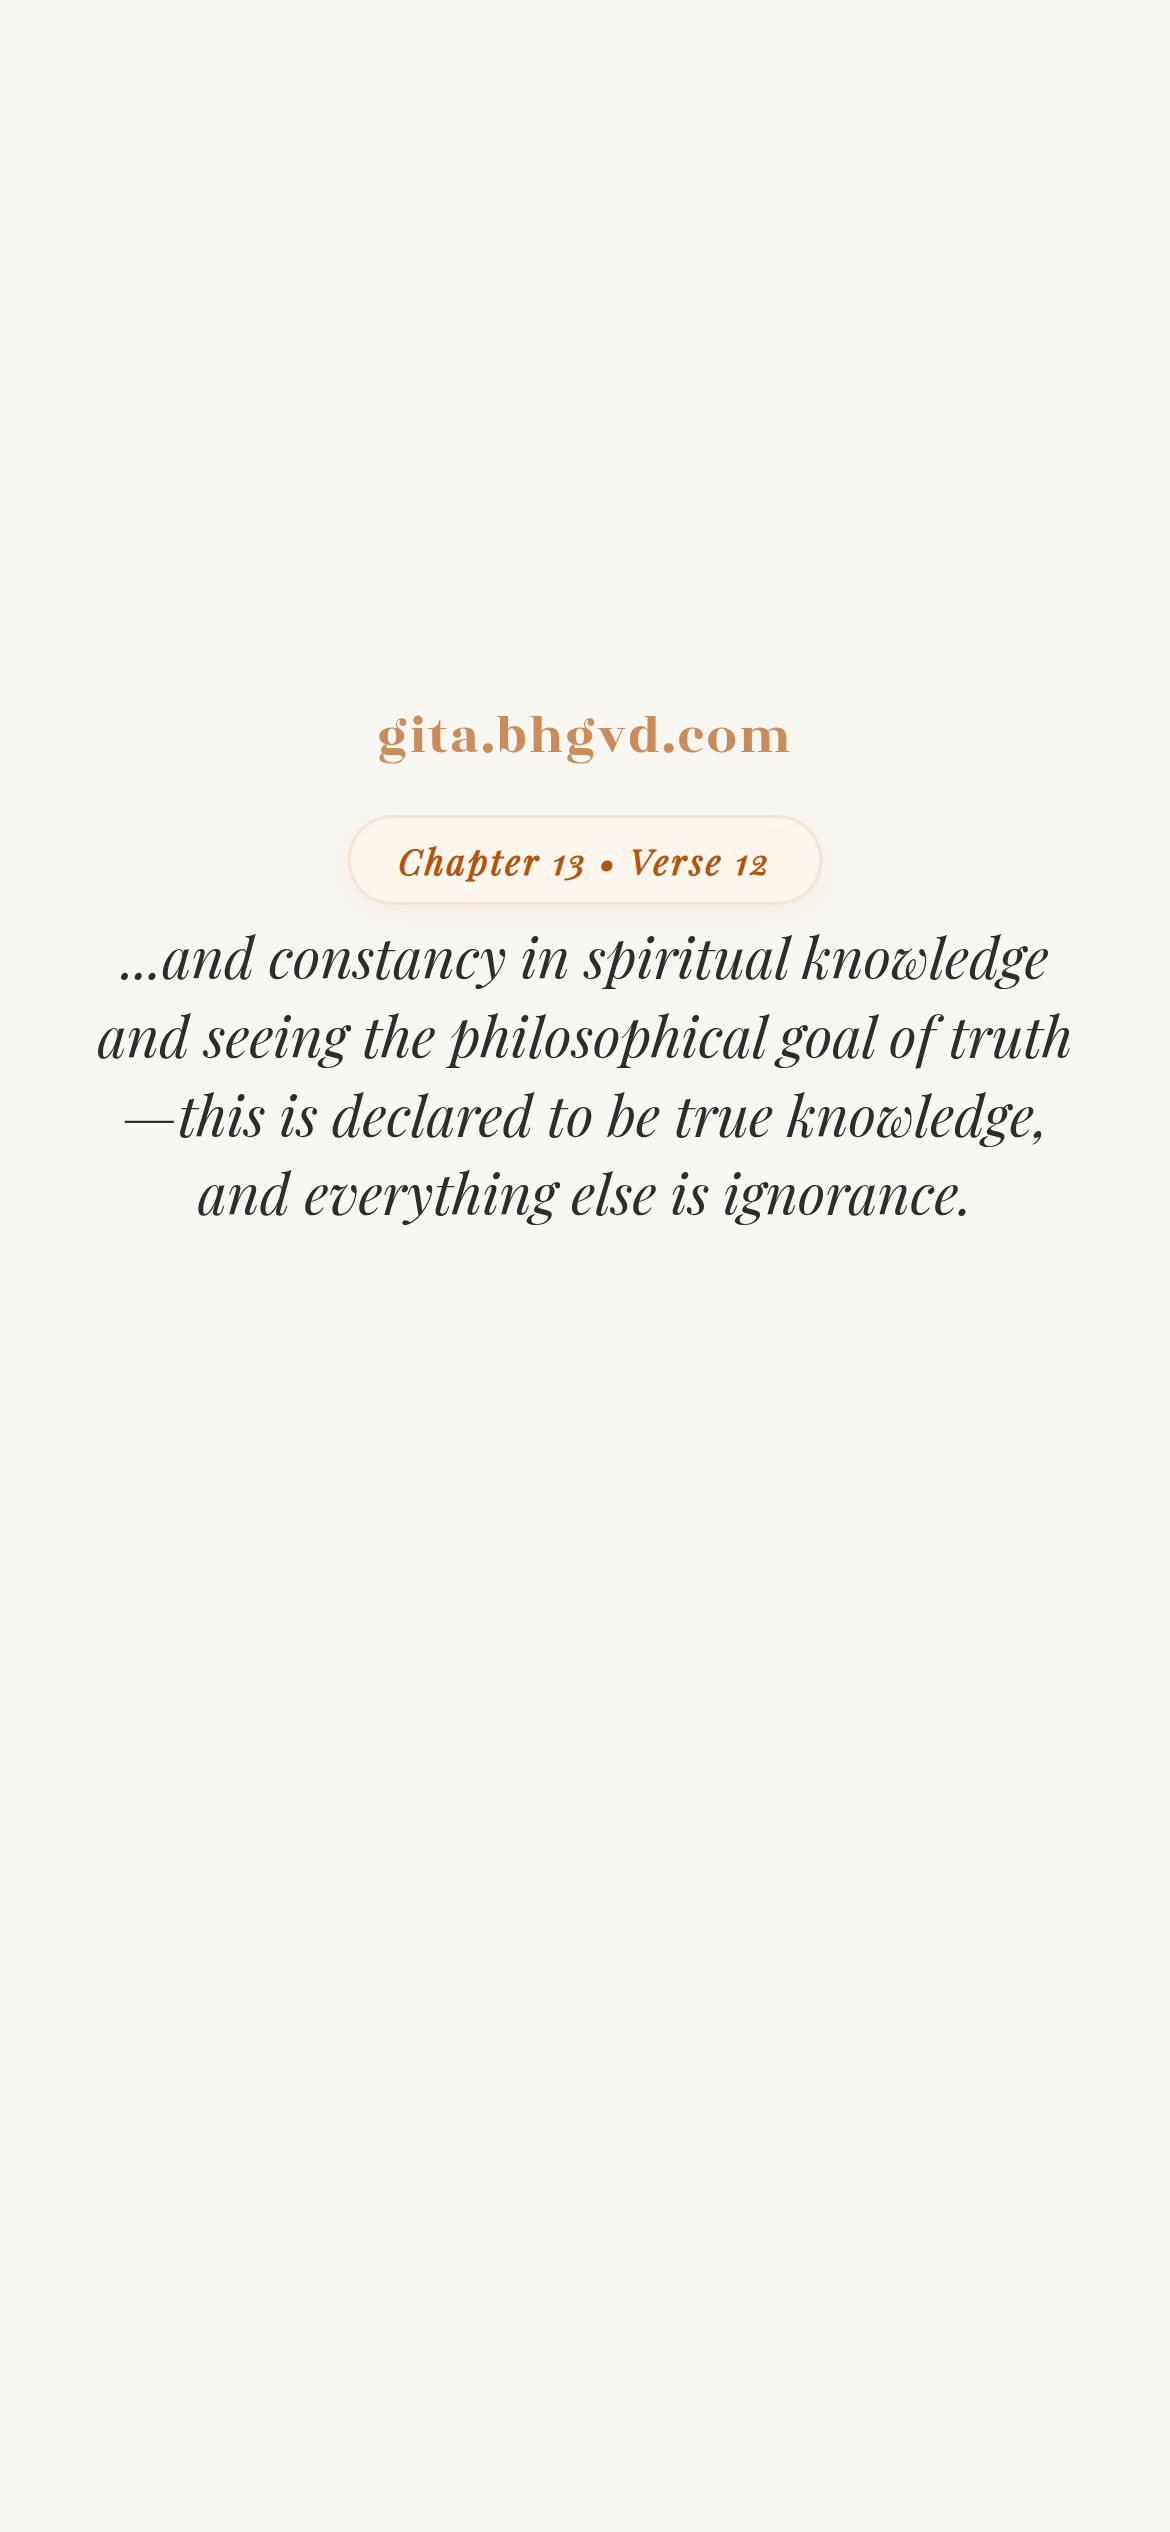 gita.bhgvd.com
Chapter 13 • Verse 12
...and constancy in spiritual knowledge
and seeing the philosophical goal of truth
—this is declared to be true knowledge,
and everything else is ignorance.